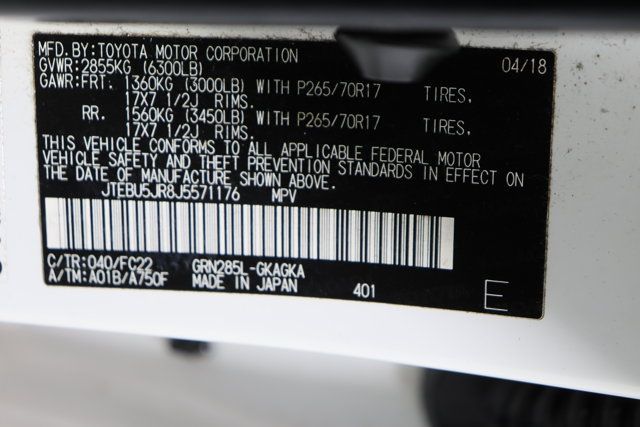 MFD.BY:TOYOTA MOTOR CORPORATION 04/18
GVWR:2855KG (6300LB)
GAWR:FRT. 1360KG (3000LB) WITH P265/70R17 TIRES,
17X7 1/2J RIMS.
RR. 1560KG (3450LB) WITH P265/70R17 TIRES,
17X7 1/2J RIMS.
THIS VEHICLE CONFORMS TO ALL APPLICABLE FEDERAL MOTOR
VEHICLE SAFETY AND THEFT PREVENTION STANDARDS IN EFFECT ON
THE DATE OF MANUFACTURE SHOWN ABOVE.
JTEBU5JR8J5571176 MPV
C/TR:040/FC22 GRN285L-GKAGKA
A/TM:A01B/A750F MADE IN JAPAN 401 E